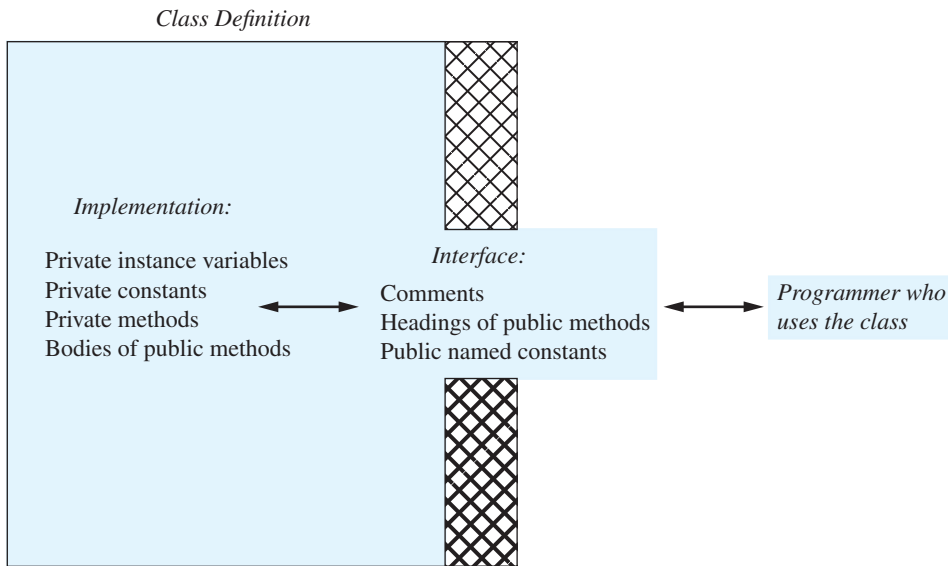 Class Definition
Implementation:
Private instance variables
Private constants
Private methods
Bodies of public methods
Interface:
Comments
Headings of public methods
Public named constants
Programmer who
uses the class